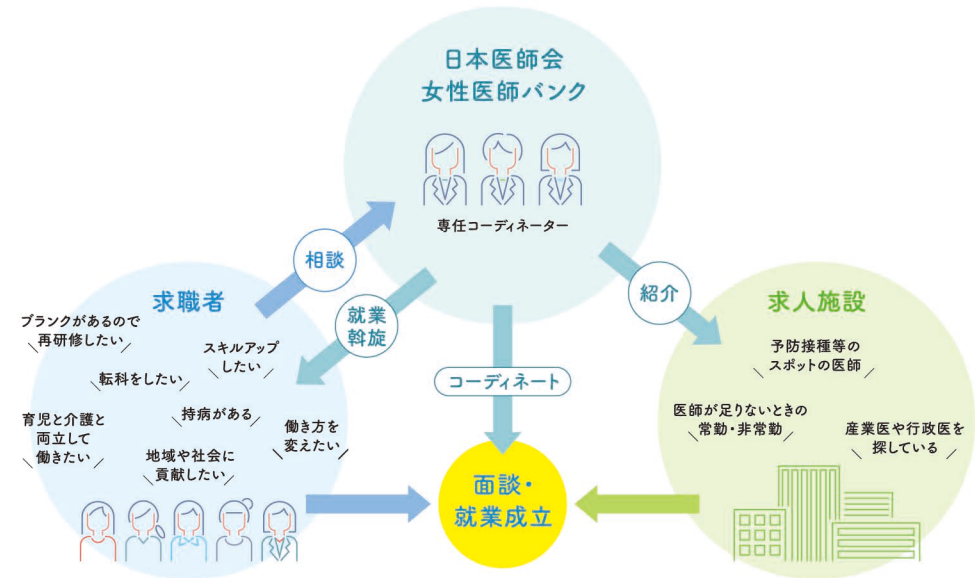 日本医師会
女性医師バンク
専任コーディネーター
相談
就業
斡旋
コーディネート
紹介
求職者
ブランクがあるので
再研修したい
スキルアップ
したい
転科をしたい
持病がある
育児と介護と
両立して
働きたい
働き方を
変えたい
地域や社会に
貢献したい
求人施設
予防接種等の
スポットの医師
医師が足りないときの
常勤・非常勤
産業医や行政医を
探している
面談・
就業成立